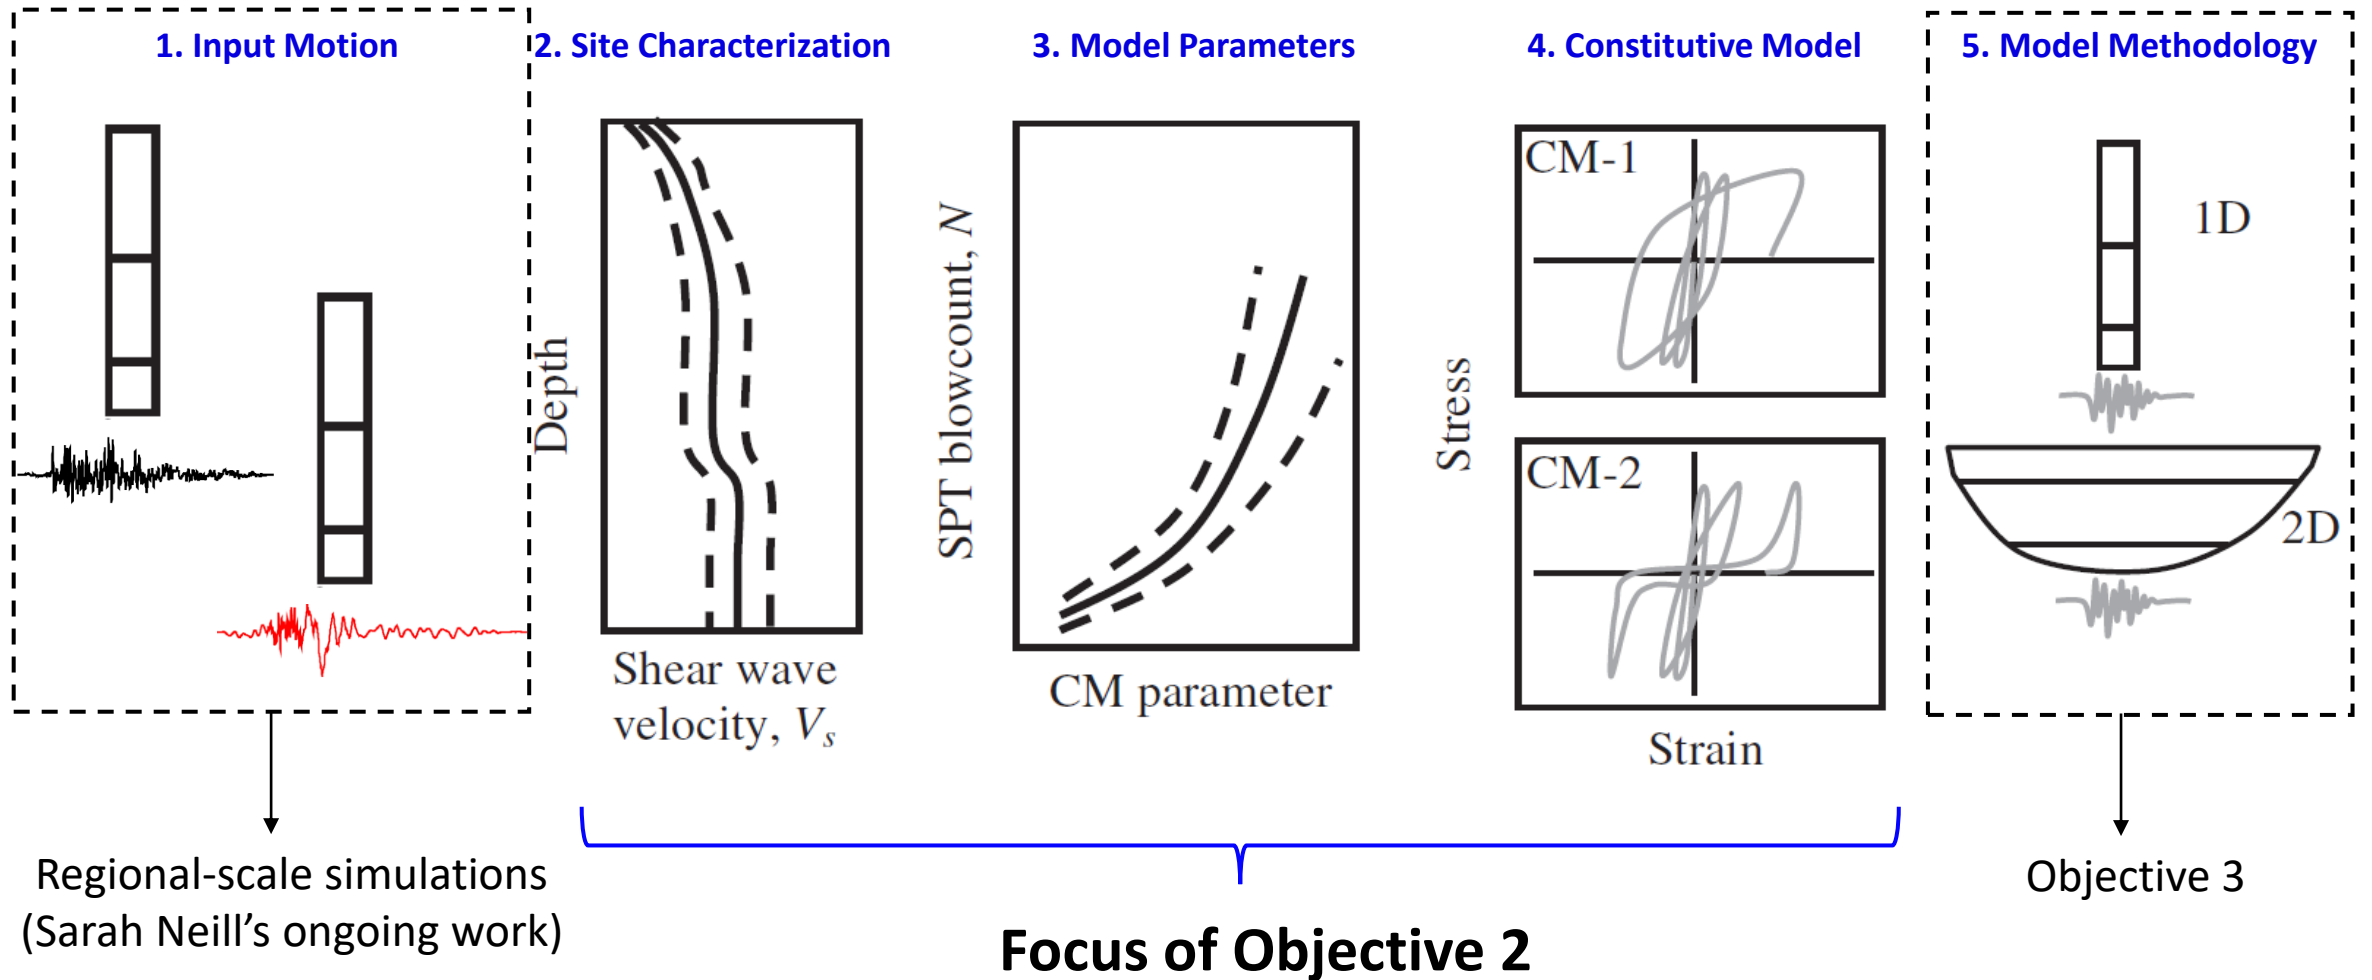 1. Input Motion
2. Site Characterization
3. Model Parameters
4. Constitutive Model
5. Model Methodology
Depth
Shear wave
velocity, Vs
SPT blowcount, N
CM parameter
Stress
CM-1
CM-2
Strain
1D
2D
Regional-scale simulations
(Sarah Neill’s ongoing work)
Focus of Objective 2
Objective 3